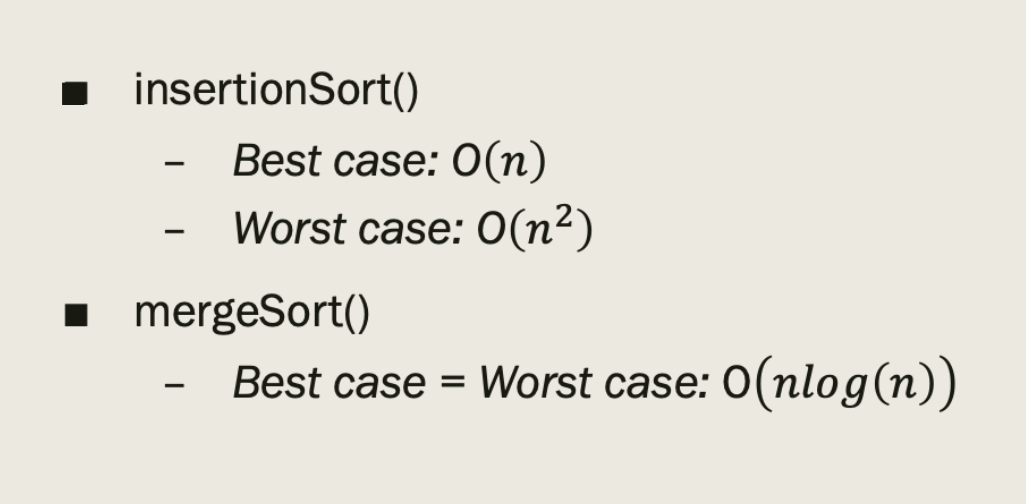 ■ insertionSort()
– Best case: O(n)
– Worst case: O(n²)
■ mergeSort()
– Best case = Worst case: O(nlog(n))